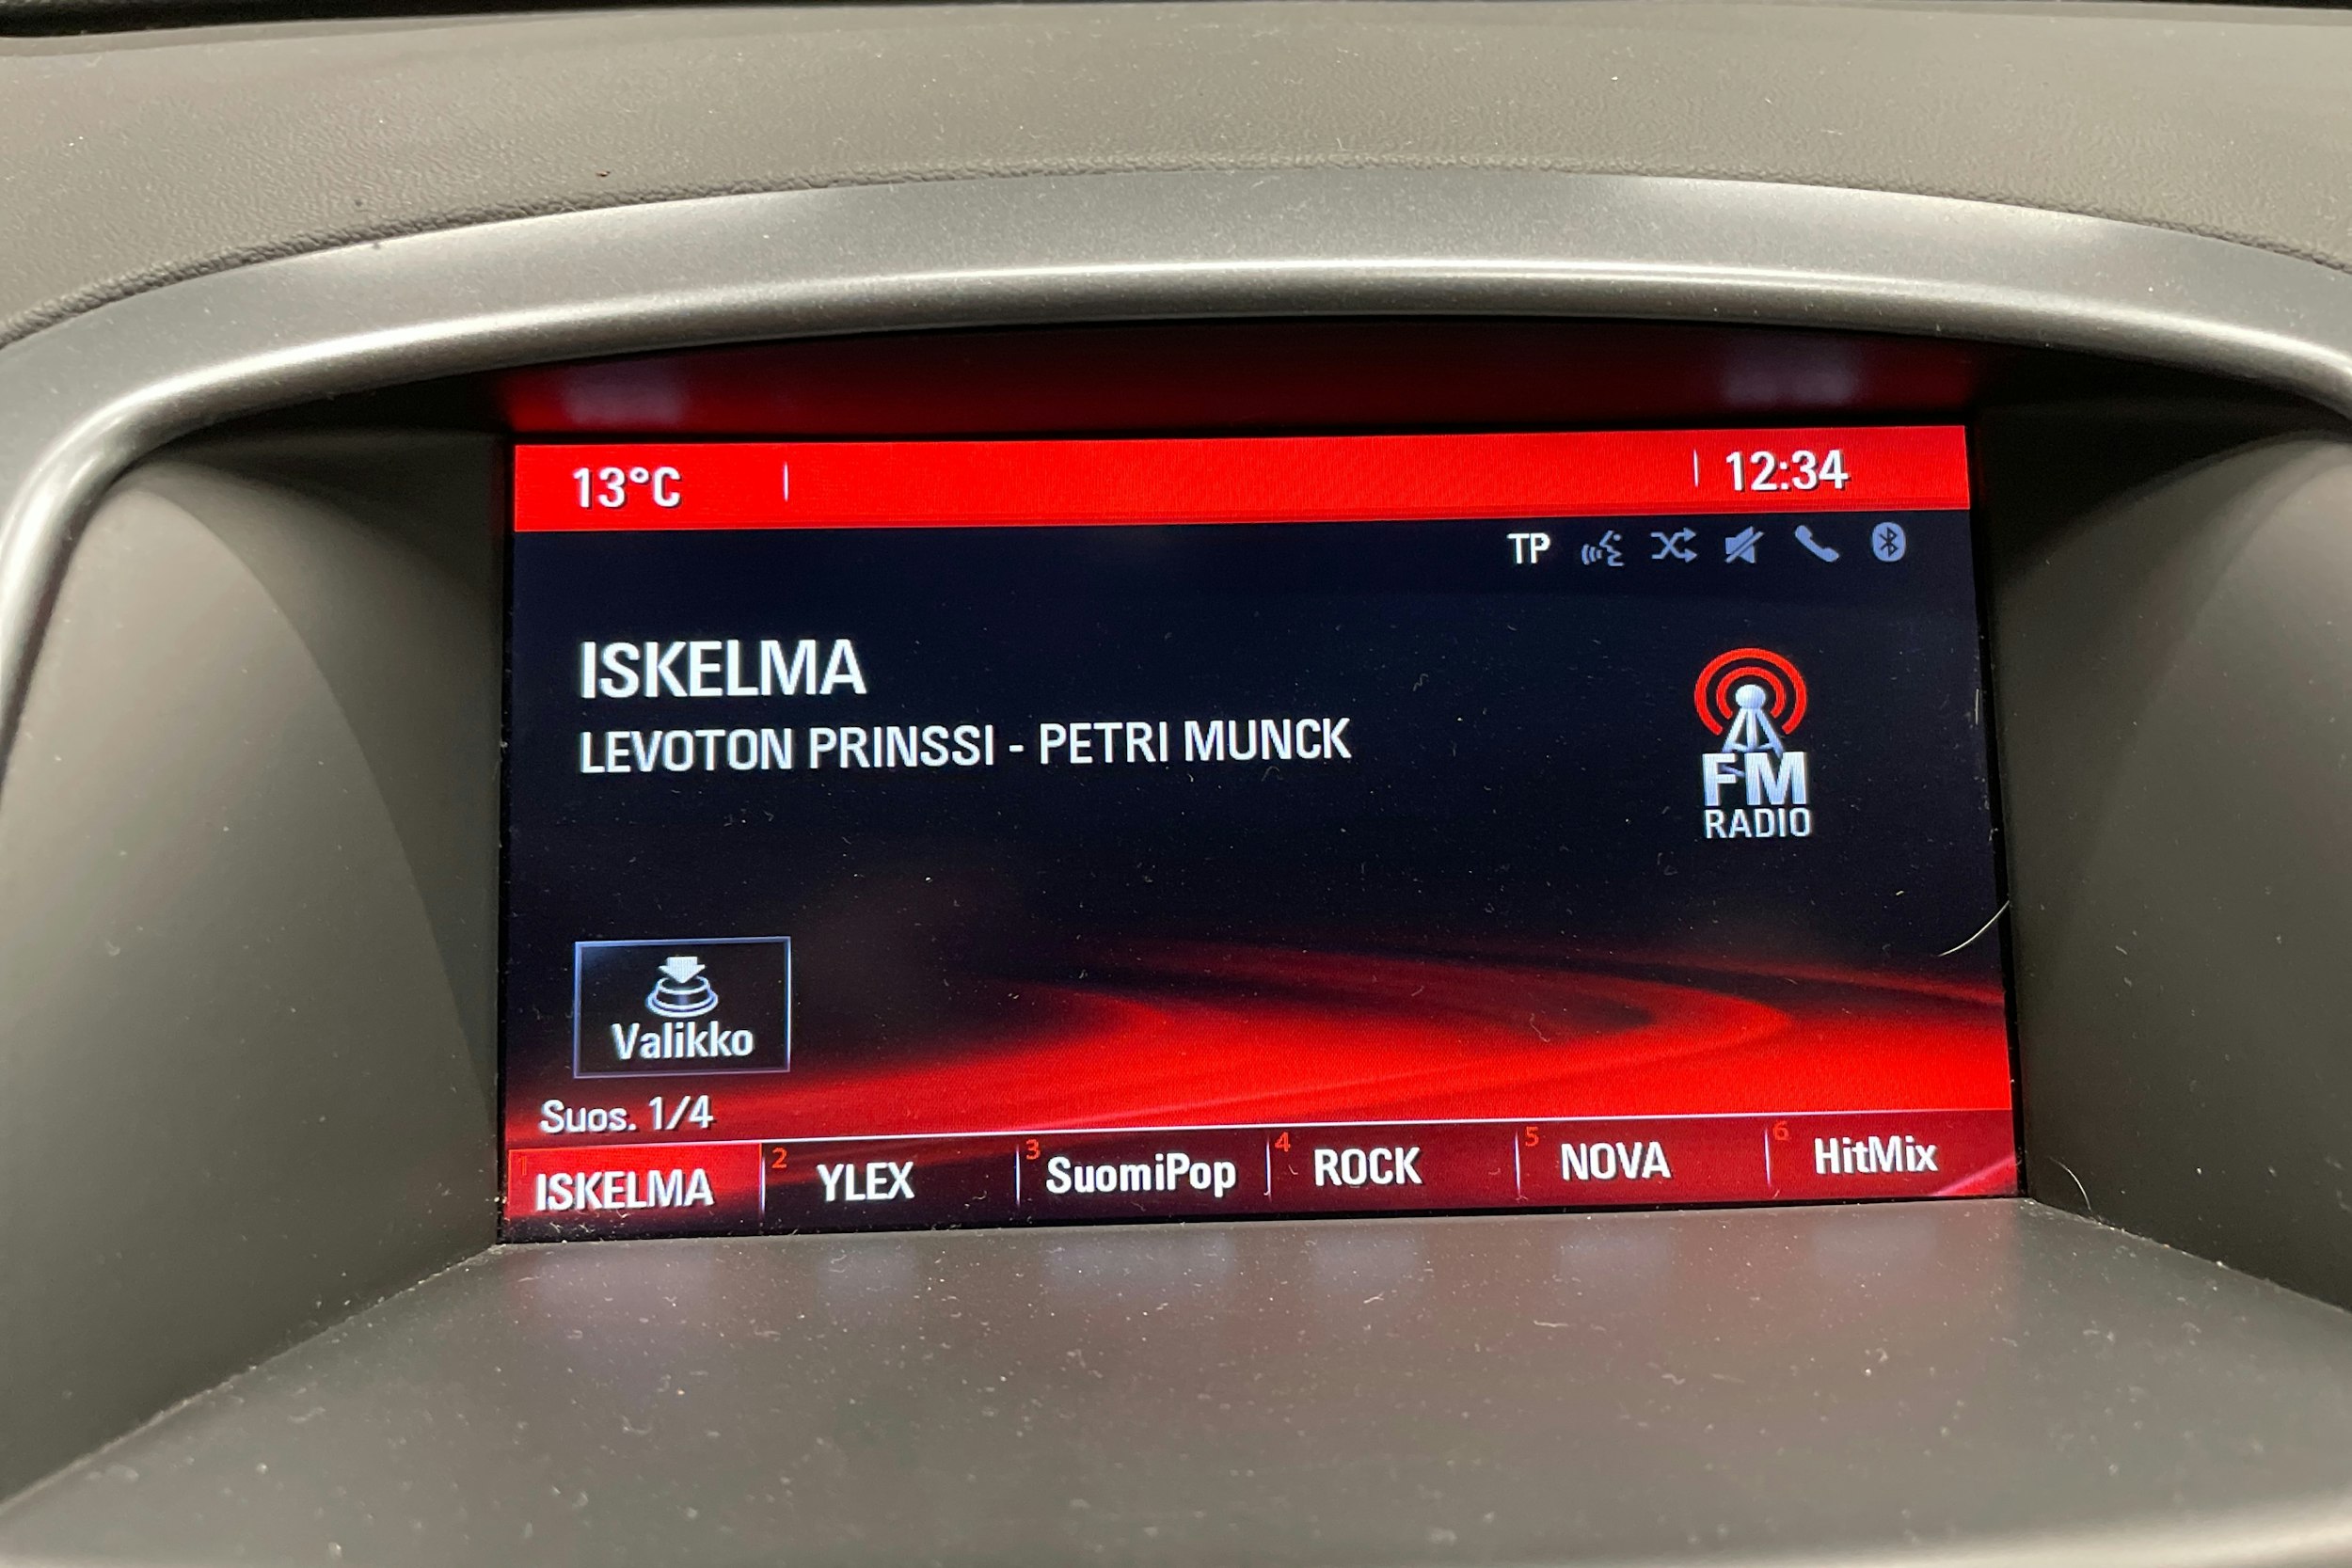 13°C
12:34
TP
ISKELMA
LEVOTON PRINSSI - PETRI MUNCK
FM
RADIO
Valikko
Suos. 1/4
1 ISKELMA 2 YLEX 3 SuomiPop 4 ROCK 5 NOVA 6 HitMix